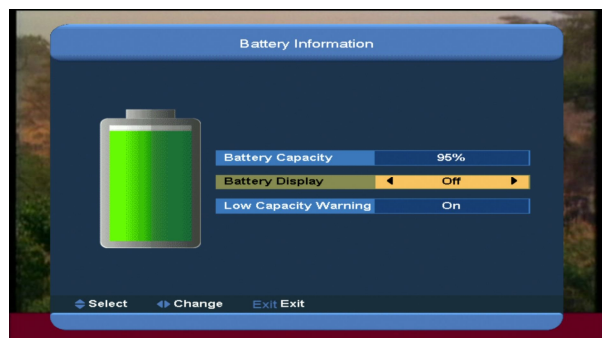 Battery Information
Battery Capacity 95%
Battery Display Off
Low Capacity Warning On
Select Change Exit Exit